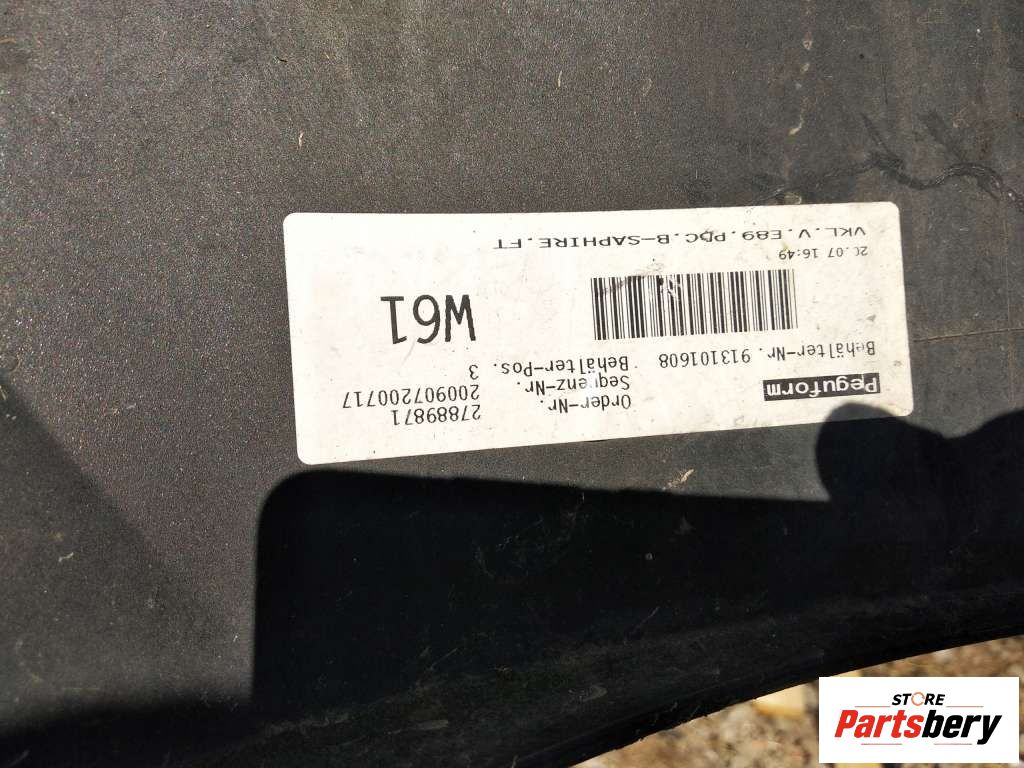 Peguform
Order-Nr. 27889871
Sequenz-Nr. 200907200717
Behälter-Nr. 913101608 Behälter-Pos. 3
W61
20.07 16:49
VKL.V.E89.PDC.B-SAPHIRE.FT
STORE
Partsbery